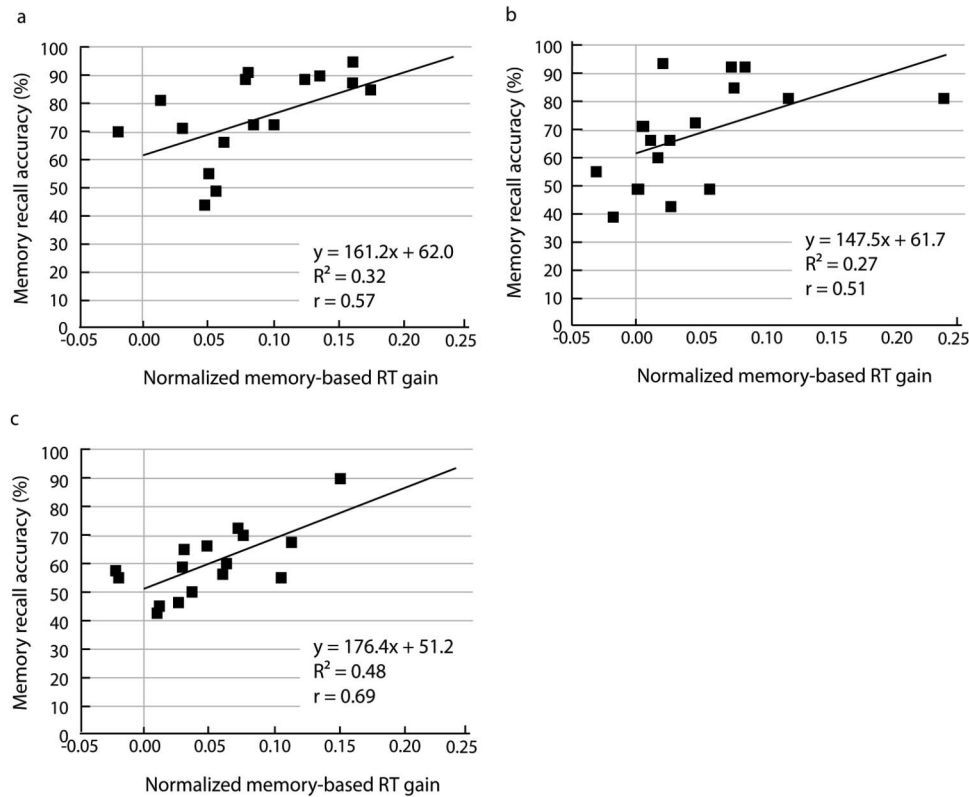 a
Memory recall accuracy (%)
100
90
80
70
60
50
40
30
20
10
0
-0.05 0.00 0.05 0.10 0.15 0.20 0.25
y = 161.2x + 62.0
R² = 0.32
r = 0.57
Normalized memory-based RT gain
b
Memory recall accuracy (%)
100
90
80
70
60
50
40
30
20
10
0
-0.05 0.00 0.05 0.10 0.15 0.20 0.25
y = 147.5x + 61.7
R² = 0.27
r = 0.51
Normalized memory-based RT gain
c
Memory recall accuracy (%)
100
90
80
70
60
50
40
30
20
10
0
-0.05 0.00 0.05 0.10 0.15 0.20 0.25
y = 176.4x + 51.2
R² = 0.48
r = 0.69
Normalized memory-based RT gain